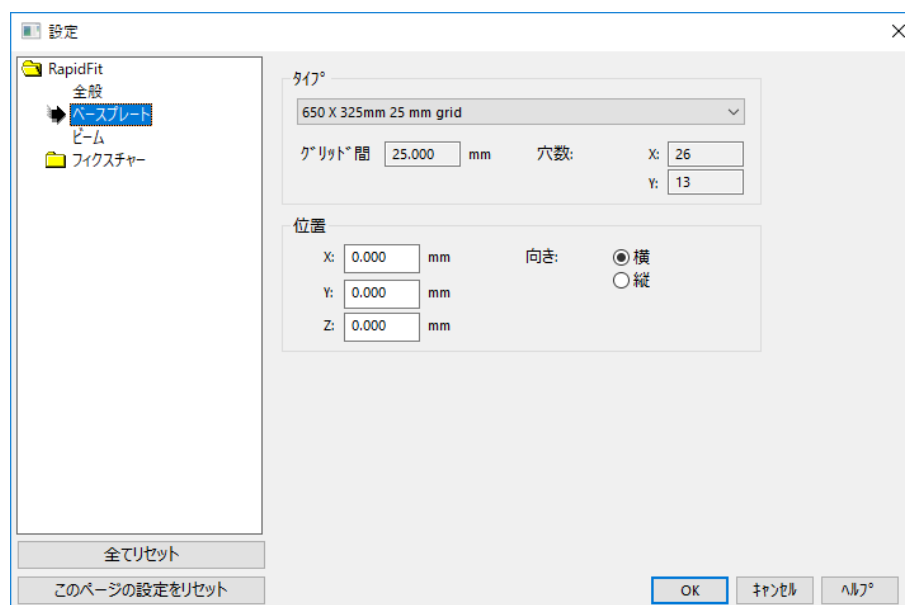 設定
RapidFit
全般
ベースプレート
ビーム
フィクスチャー
全てリセット
このページの設定をリセット
ﾀｲﾌﾟ
650 X 325mm 25 mm grid
ｸﾞﾘｯﾄﾞ間 25.000 mm 穴数: X: 26
Y: 13
位置
X: 0.000 mm 向き: 横
縦
Y: 0.000 mm
Z: 0.000 mm
OK ｷｬﾝｾﾙ ﾍﾙﾌﾟ